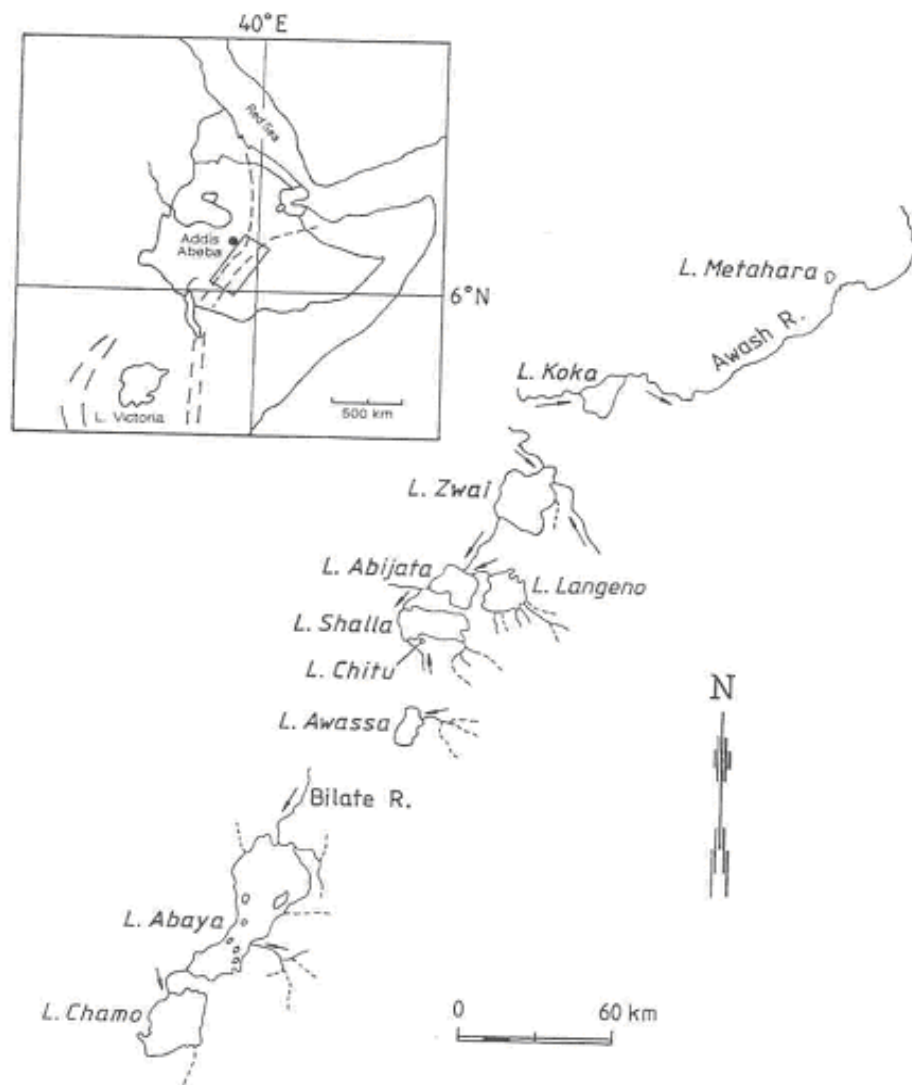 40°E
Red Sea
Addis
Abeba
6°N
L. Victoria
500 km
L. Metahara
Awash R.
L. Koka
L. Zwai
L. Abijata
L. Langeno
L. Shalla
L. Chitu
L. Awassa
N
Bilate R.
L. Abaya
L. Chamo
0 60 km